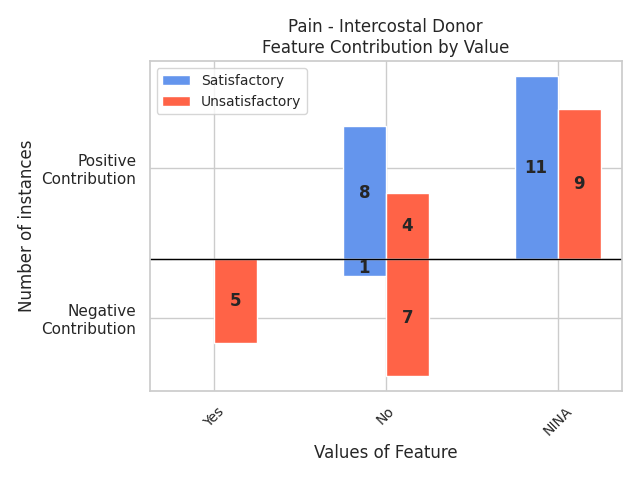 Pain - Intercostal Donor
Feature Contribution by Value
Satisfactory
Unsatisfactory
Number of instances
Positive
Contribution
Negative
Contribution
11
9
8
4
1
5
7
Yes
No
NINA
Values of Feature